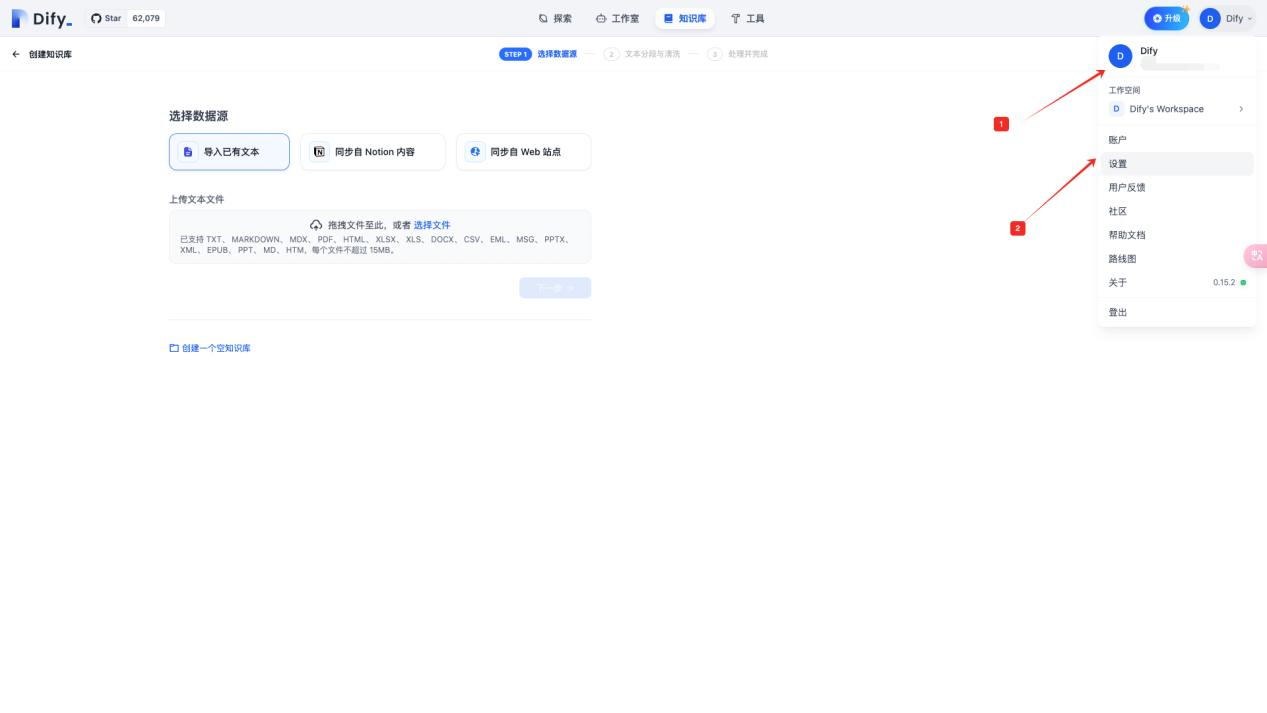 Dify_
Star 62,079
探索 工作室 知识库 工具
升级 D Dify
创建知识库
STEP 1 选择数据源 2 文本分段与清洗 3 处理并完成
D Dify
工作空间
D Dify's Workspace
1
账户
设置
2
用户反馈
社区
帮助文档
路线图
关于 0.15.2
登出
选择数据源
导入已有文本 同步自 Notion 内容 同步自 Web 站点
上传文本文件
拖拽文件至此，或者 选择文件
已支持 TXT、 MARKDOWN、 MDX、 PDF、 HTML、 XLSX、 XLS、 DOCX、 CSV、 EML、 MSG、 PPTX、
XML、 EPUB、 PPT、 MD、 HTM，每个文件不超过 15MB。
下一步 →
创建一个空知识库